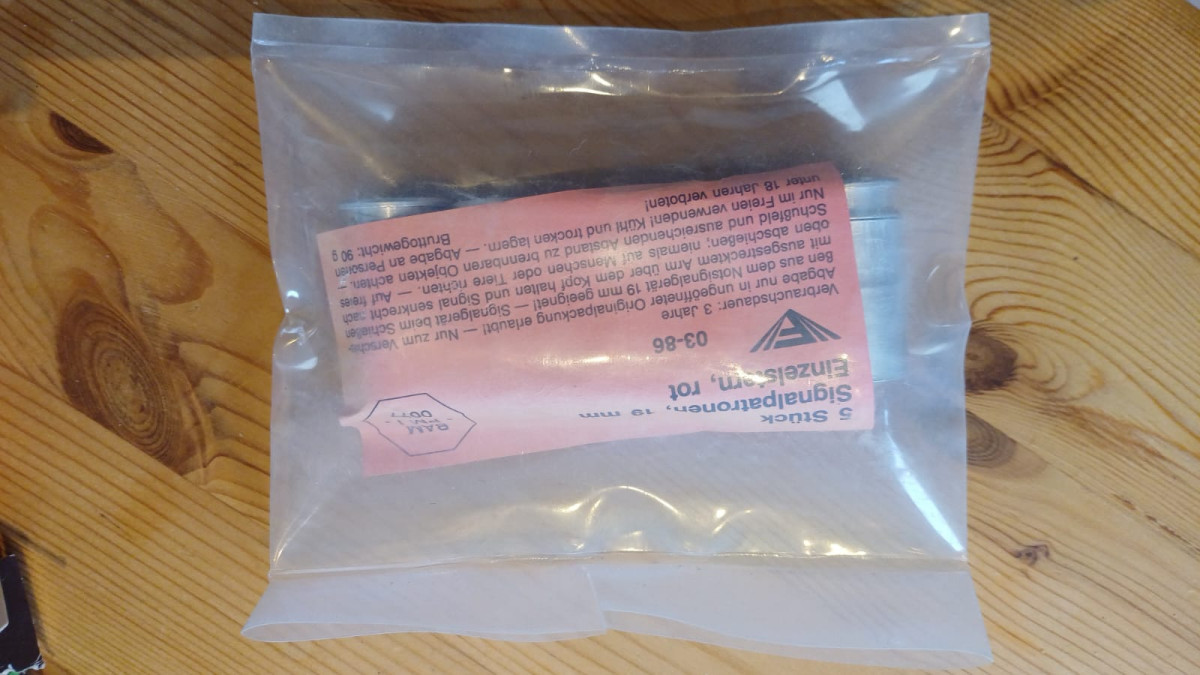 5 Stück
Signalpatronen, 19 mm
Einzelstern, rot
BAM
F
03-86
Verbrauchsdauer: 3 Jahre
Abgabe nur in ungeöffneter Originalpackung erlaubt! — Nur zum Verschie-
ßen aus dem Notsignalgerät 19 mm geeignet! — Signalgerät beim Schießen
mit ausgestrecktem Arm über dem Kopf halten und Signal senkrecht nach
oben abschießen; niemals auf Menschen oder Tiere richten. — Auf freies
Schußfeld und ausreichenden Abstand zu brennbaren Objekten achten. —
Nur im Freien verwenden! Kühl und trocken lagern. — Abgabe an Personen
unter 18 Jahren verboten! Bruttogewicht: 90 g